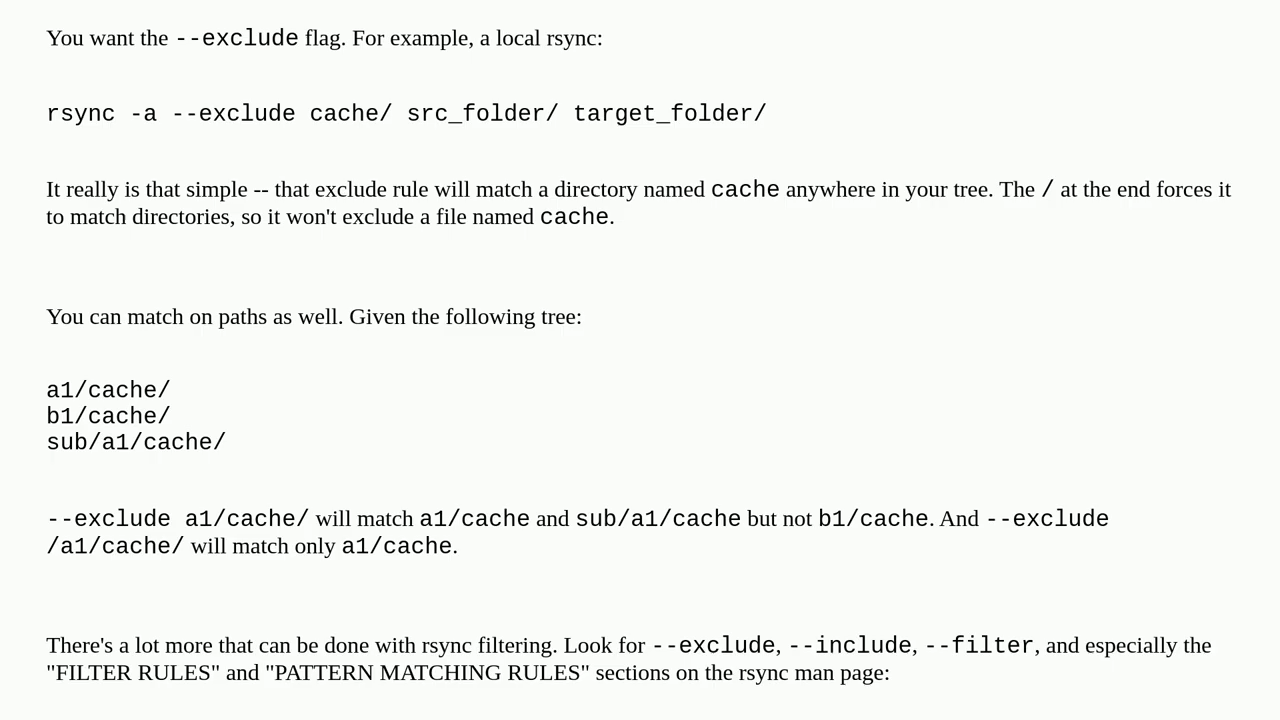 You want the --exclude flag. For example, a local rsync:
rsync -a --exclude cache/ src_folder/ target_folder/
It really is that simple -- that exclude rule will match a directory named cache anywhere in your tree. The / at the end forces it
to match directories, so it won't exclude a file named cache.
You can match on paths as well. Given the following tree:
a1/cache/
b1/cache/
sub/a1/cache/
--exclude a1/cache/ will match a1/cache and sub/a1/cache but not b1/cache. And --exclude
/a1/cache/ will match only a1/cache.
There's a lot more that can be done with rsync filtering. Look for --exclude, --include, --filter, and especially the
"FILTER RULES" and "PATTERN MATCHING RULES" sections on the rsync man page: